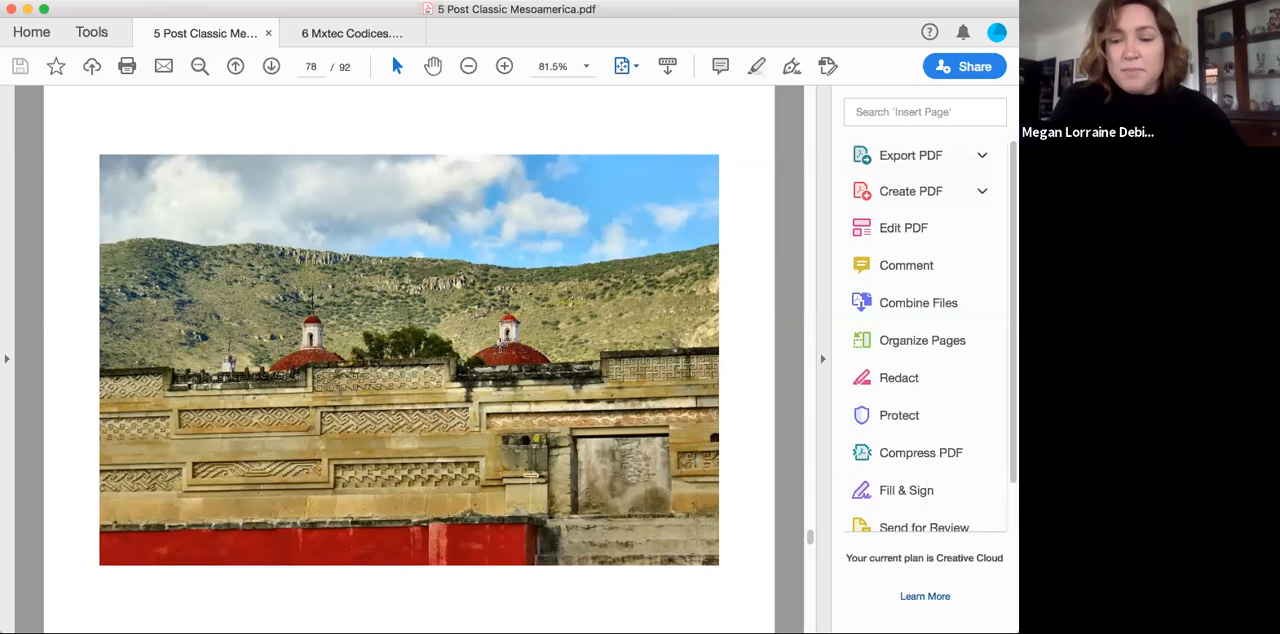 5 Post Classic Mesoamerica.pdf
Home
Tools
5 Post Classic Me... ×
6 Mxtec Codices....
78 / 92
81.5%
Share
Search 'Insert Page'
Export PDF
Create PDF
Edit PDF
Comment
Combine Files
Organize Pages
Redact
Protect
Compress PDF
Fill & Sign
Send for Review
Your current plan is Creative Cloud
Learn More
Megan Lorraine Debi...